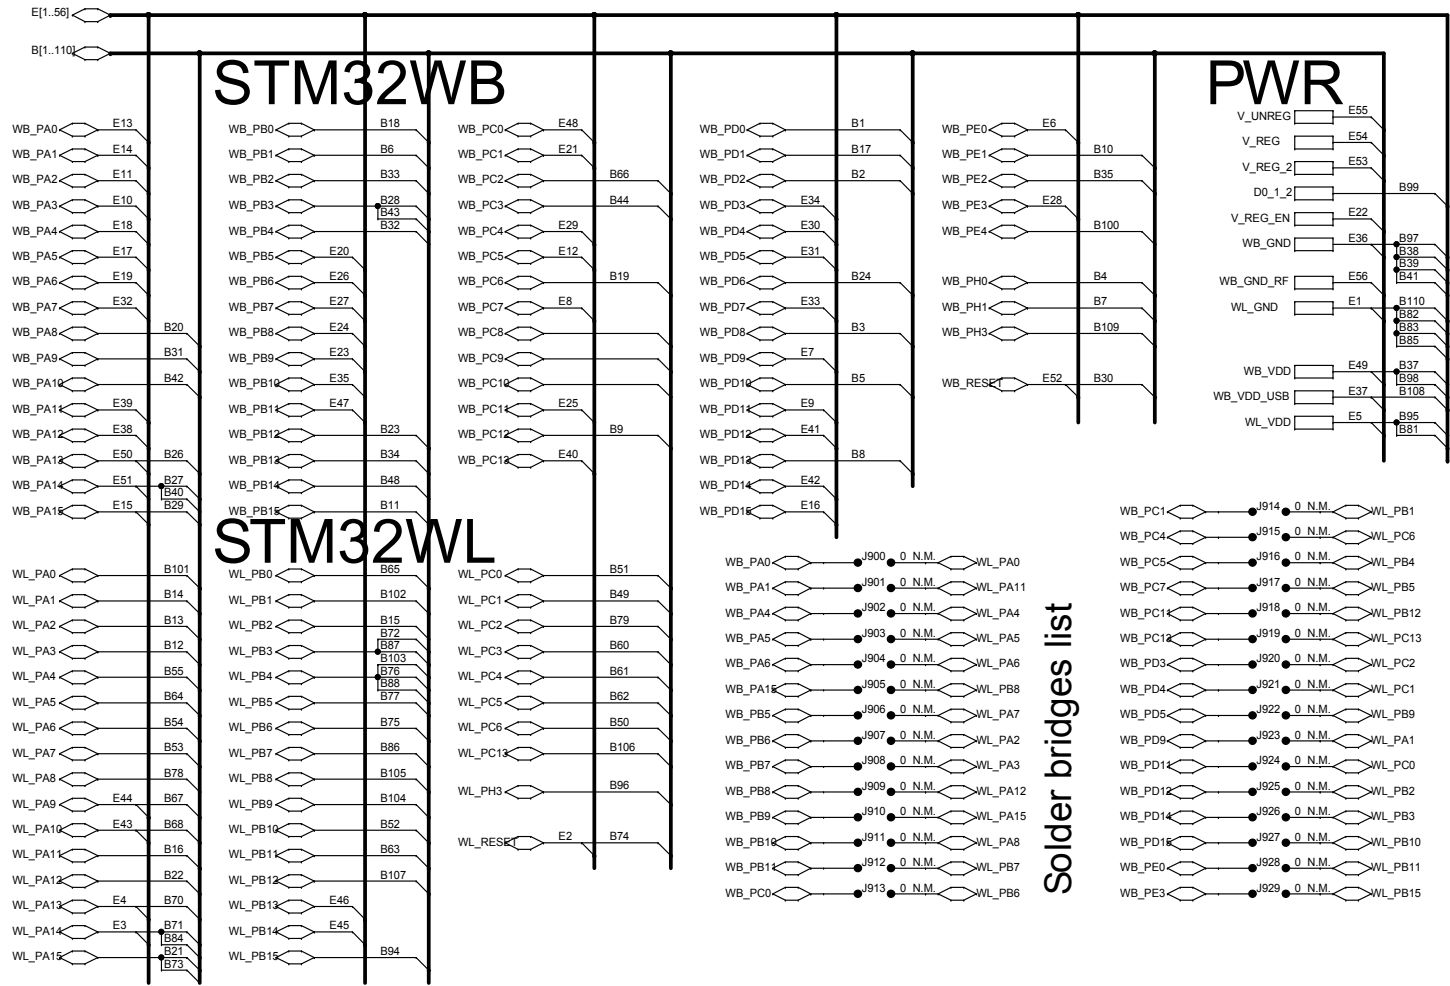 E[1..56]
B[1..110]
STM32WB
WB_PA0 E13
WB_PA1 E14
WB_PA2 E11
WB_PA3 E10
WB_PA4 E18
WB_PA5 E17
WB_PA6 E19
WB_PA7 E32
WB_PA8 B20
WB_PA9 B31
WB_PA10 B42
WB_PA11 E39
WB_PA12 E38
WB_PA13 E50 B26
WB_PA14 E51 B27
B40
WB_PA15 E15 B29
WB_PB0 B18
WB_PB1 B6
WB_PB2 B33
WB_PB3 B28
B43
WB_PB4 B32
WB_PB5 E20
WB_PB6 E26
WB_PB7 E27
WB_PB8 E24
WB_PB9 E23
WB_PB10 E35
WB_PB11 E47
WB_PB12 B23
WB_PB13 B34
WB_PB14 B48
WB_PB15 B11
WB_PC0 E48
WB_PC1 E21
WB_PC2 B66
WB_PC3 B44
WB_PC4 E29
WB_PC5 E12
WB_PC6 B19
WB_PC7 E8
WB_PC8
WB_PC9
WB_PC10
WB_PC11 E25
WB_PC12 B9
WB_PC13 E40
WB_PD0 B1
WB_PD1 B17
WB_PD2 B2
WB_PD3 E34
WB_PD4 E30
WB_PD5 E31
WB_PD6 B24
WB_PD7 E33
WB_PD8 B3
WB_PD9 E7
WB_PD10 B5
WB_PD11 E9
WB_PD12 E41
WB_PD13 B8
WB_PD14 E42
WB_PD15 E16
WB_PE0 E6
WB_PE1 B10
WB_PE2 B35
WB_PE3 E28
WB_PE4 B100
WB_PH0 B4
WB_PH1 B7
WB_PH3 B109
WB_RESET E52 B30
PWR
V_UNREG E55
V_REG E54
V_REG_2 E53
D0_1_2 B99
V_REG_EN E22
WB_GND E36 B97
B38
B39
B41
WB_GND_RF E56
WL_GND E1 B110
B82
B83
B85
WB_VDD E49 B37
B98
WB_VDD_USB E37 B108
WL_VDD E5 B95
B81
STM32WL
WL_PA0 B101
WL_PA1 B14
WL_PA2 B13
WL_PA3 B12
WL_PA4 B55
WL_PA5 B64
WL_PA6 B54
WL_PA7 B53
WL_PA8 B78
WL_PA9 E44 B67
WL_PA10 E43 B68
WL_PA11 B16
WL_PA12 B22
WL_PA13 E4 B70
WL_PA14 E3 B71
B84
WL_PA15 B21
B73
WL_PB0 B65
WL_PB1 B102
WL_PB2 B15
B72
WL_PB3 B87
B103
WL_PB4 B76
B88
WL_PB5 B77
WL_PB6 B75
WL_PB7 B86
WL_PB8 B105
WL_PB9 B104
WL_PB10 B52
WL_PB11 B63
WL_PB12 B107
WL_PB13 E46
WL_PB14 E45
WL_PB15 B94
WL_PC0 B51
WL_PC1 B49
WL_PC2 B79
WL_PC3 B60
WL_PC4 B61
WL_PC5 B62
WL_PC6 B50
WL_PC13 B106
WL_PH3 B96
WL_RESET E2 B74
WB_PA0 J900 0 N.M. WL_PA0
WB_PA1 J901 0 N.M. WL_PA11
WB_PA4 J902 0 N.M. WL_PA4
WB_PA5 J903 0 N.M. WL_PA5
WB_PA6 J904 0 N.M. WL_PA6
WB_PA15 J905 0 N.M. WL_PB8
WB_PB5 J906 0 N.M. WL_PA7
WB_PB6 J907 0 N.M. WL_PA2
WB_PB7 J908 0 N.M. WL_PA3
WB_PB8 J909 0 N.M. WL_PA12
WB_PB9 J910 0 N.M. WL_PA15
WB_PB10 J911 0 N.M. WL_PA8
WB_PB11 J912 0 N.M. WL_PB7
WB_PC0 J913 0 N.M. WL_PB6
Solder bridges list
WB_PC1 J914 0 N.M. WL_PB1
WB_PC4 J915 0 N.M. WL_PC6
WB_PC5 J916 0 N.M. WL_PB4
WB_PC7 J917 0 N.M. WL_PB5
WB_PC11 J918 0 N.M. WL_PB12
WB_PC13 J919 0 N.M. WL_PC13
WB_PD3 J920 0 N.M. WL_PC2
WB_PD4 J921 0 N.M. WL_PC1
WB_PD5 J922 0 N.M. WL_PB9
WB_PD9 J923 0 N.M. WL_PA1
WB_PD11 J924 0 N.M. WL_PC0
WB_PD12 J925 0 N.M. WL_PB2
WB_PD14 J926 0 N.M. WL_PB3
WB_PD15 J927 0 N.M. WL_PB10
WB_PE0 J928 0 N.M. WL_PB11
WB_PE3 J929 0 N.M. WL_PB15